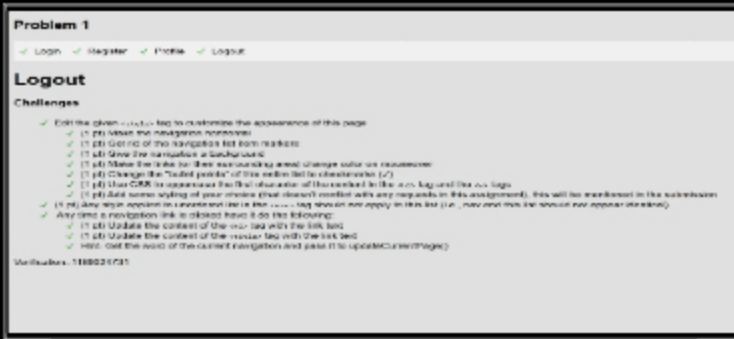 Problem 1
✓ Login ✓ Register ✓ Profile ✓ Logout
Logout
Challenges
✓ Edit the given tag to customize the appearance of this page
✓ (1 pt) Make the navigation horizontal
✓ (1 pt) Get rid of the navigation list item markers
✓ (1 pt) Give the navigation a background
✓ (1 pt) Make the links (or their surrounding area) change color on mouseover
✓ (1 pt) Change the "bullet points" of this entire list to checkmarks (✓)
✓ (1 pt) Use CSS to uppercase the first character of the content in the tag and the tags
✓ (1 pt) Add some styling of your choice (that doesn't conflict with any requests in this assignment), this will be mentioned in the submission
✓ (1 pt) Any style applied to unordered list in the tag should not apply to this list (i.e., nav and this list should not appear identical)
✓ Any time a navigation link is clicked have it do the following:
✓ (1 pt) Update the content of the tag with the link text
✓ (1 pt) Update the content of the tag with the link text
✓ Hint: Get the word of the current navigation and pass it to updateCurrentPage()
Verification: